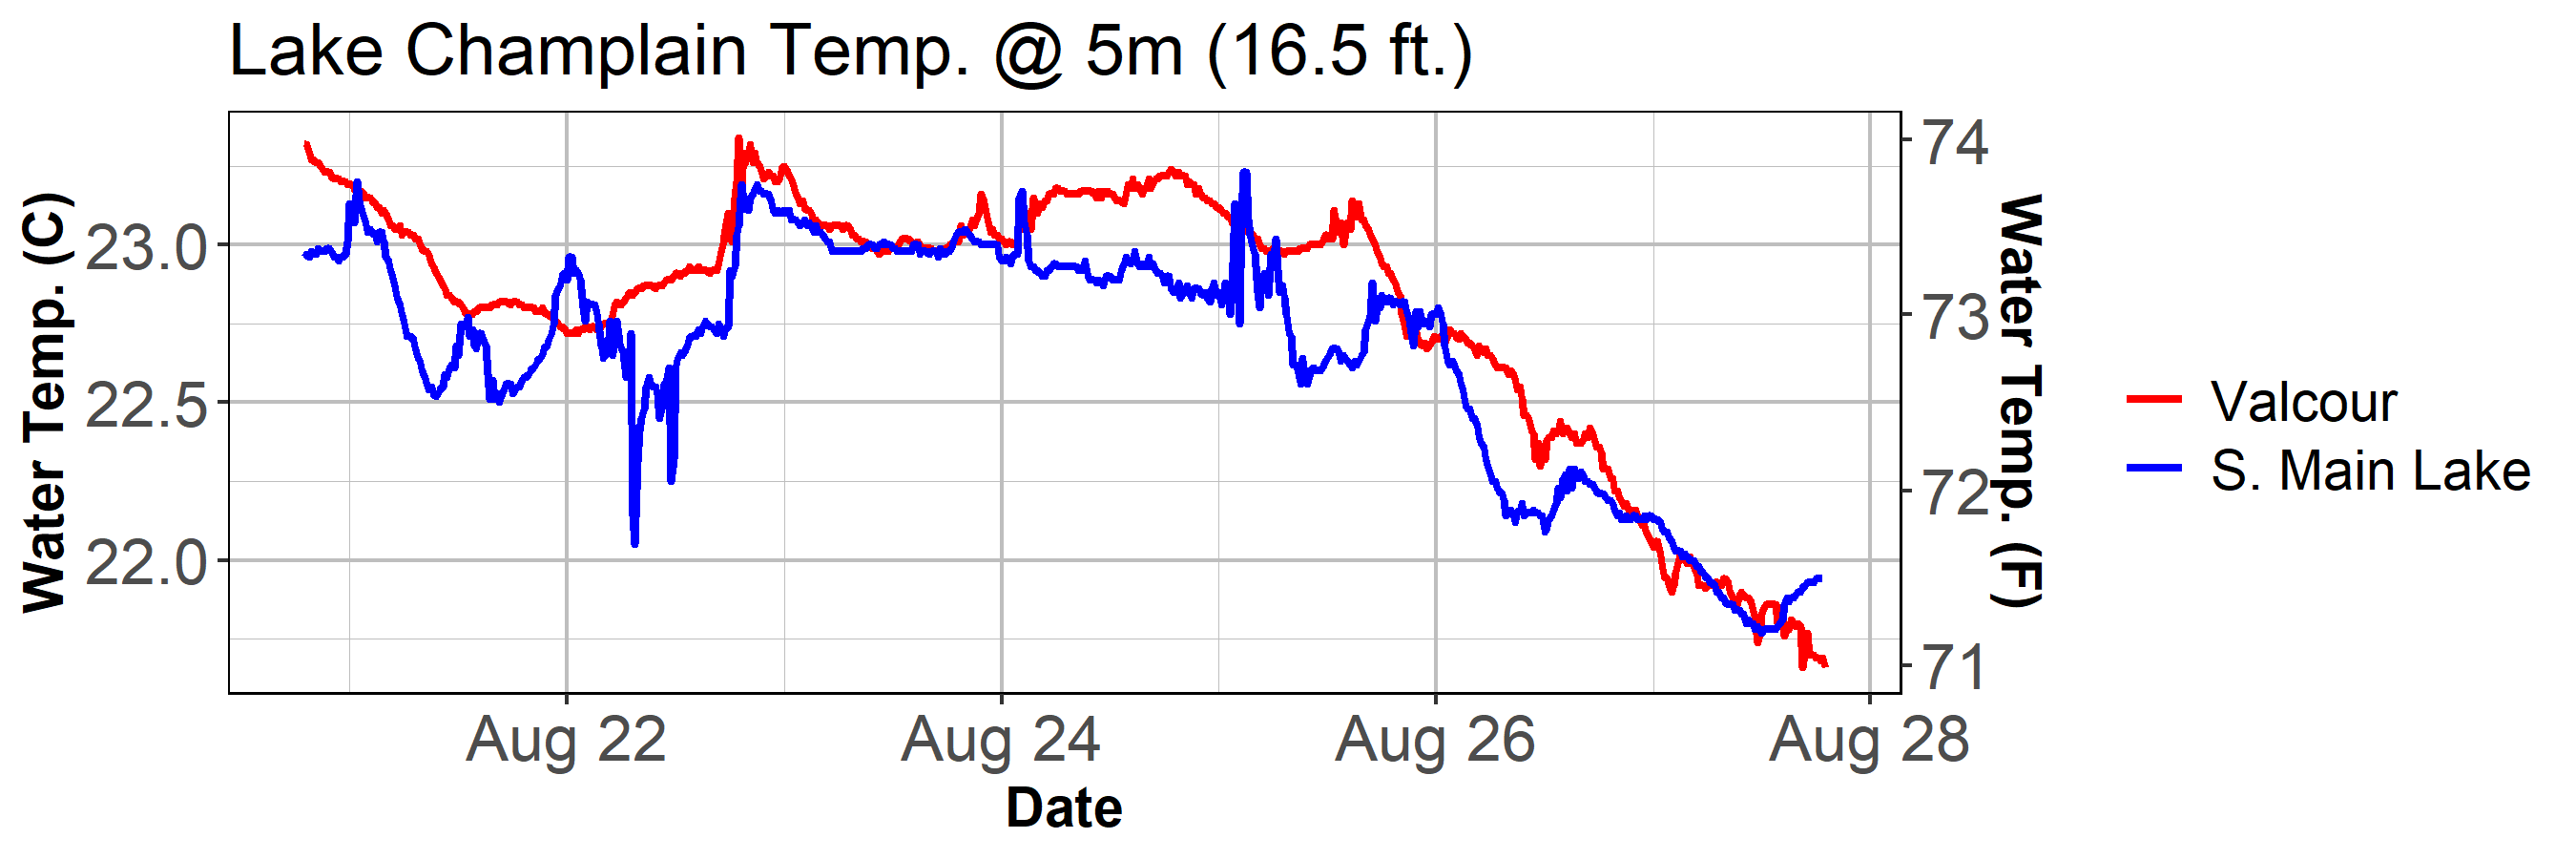 Lake Champlain Temp. @ 5m (16.5 ft.)
Water Temp. (C)
23.0
22.5
22.0
74
73
72
71
Water Temp. (F)
Aug 22
Aug 24
Aug 26
Aug 28
Date
Valcour
S. Main Lake